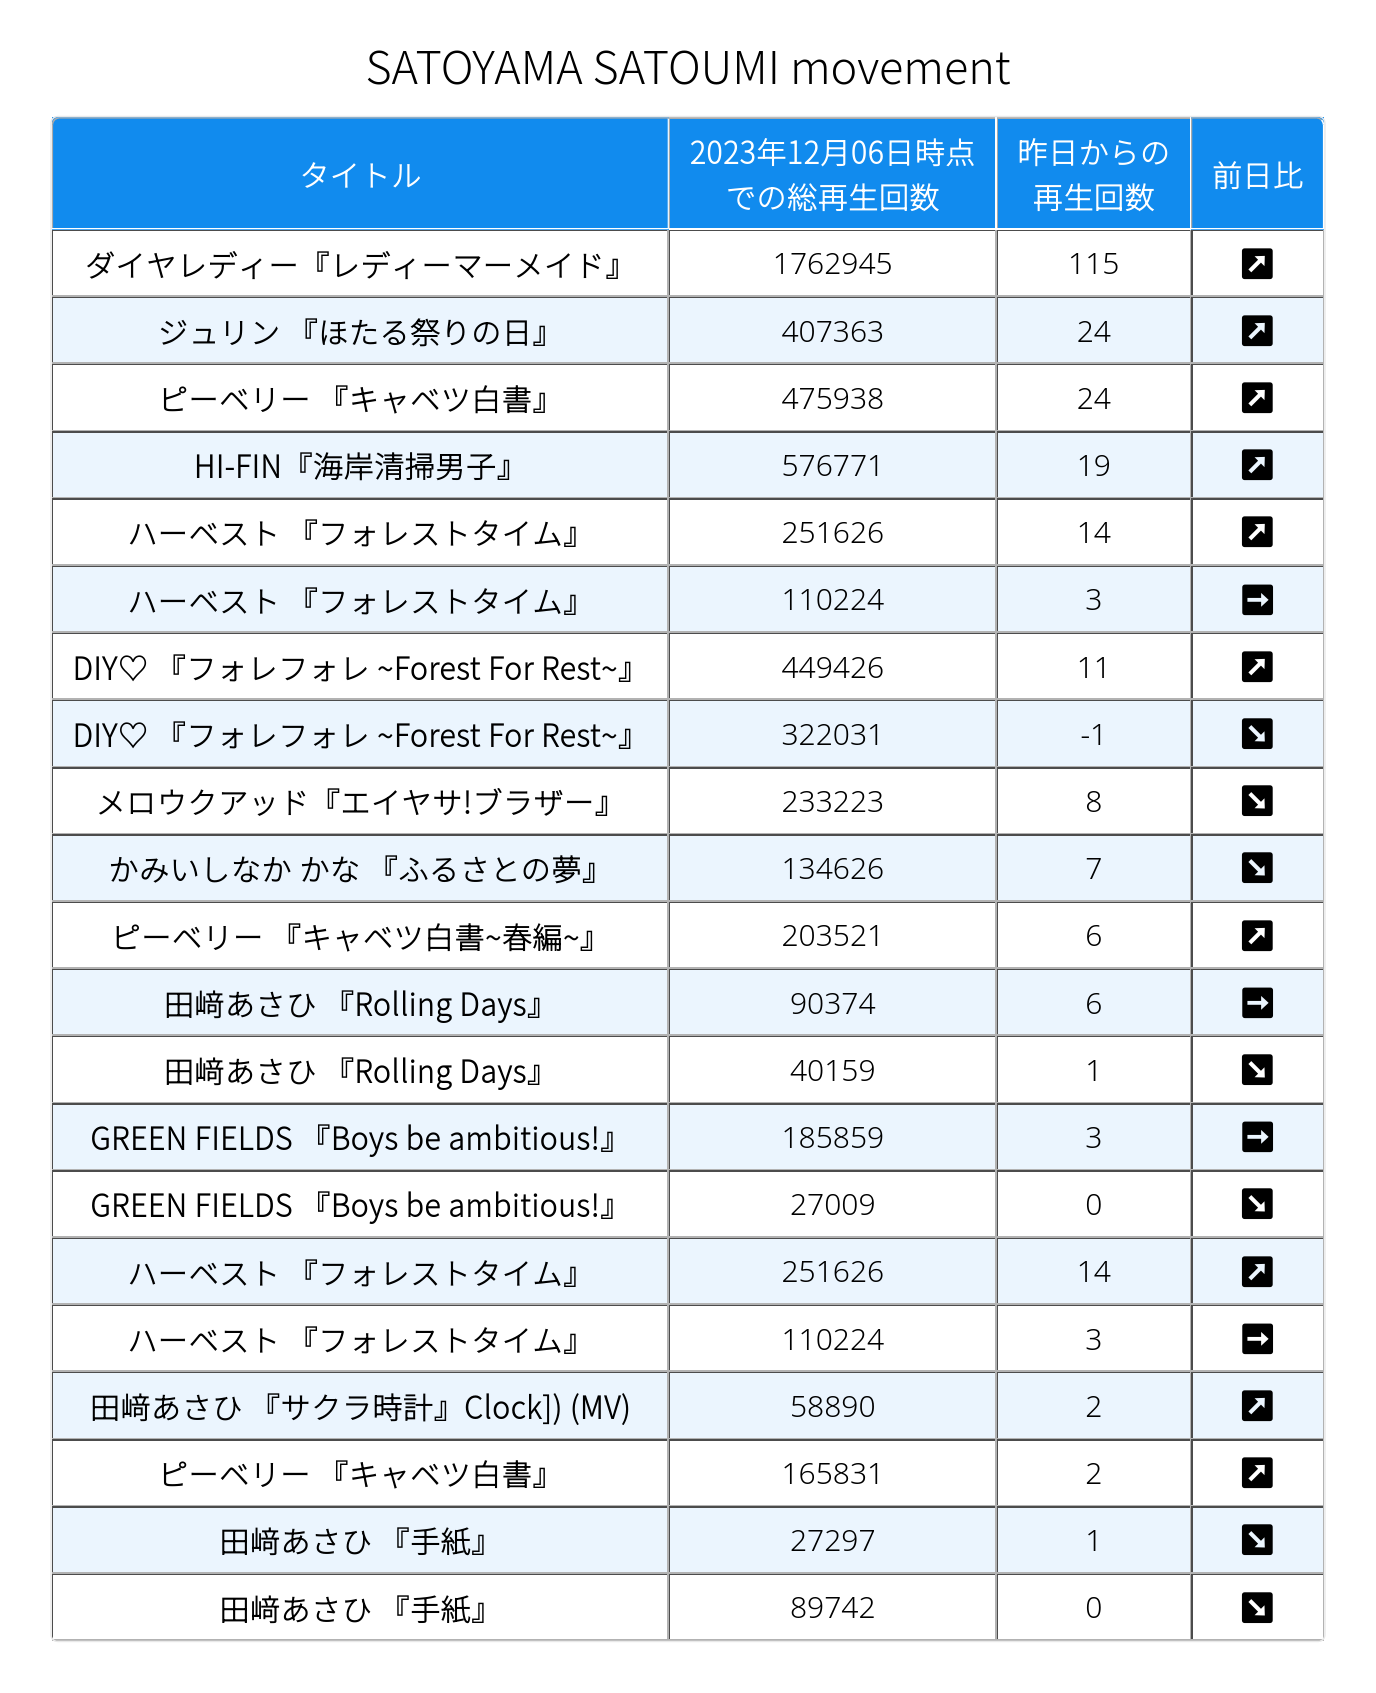 SATOYAMA SATOUMI movement
タイトル 2023年12月06日時点 での総再生回数 昨日からの 再生回数 前日比
ダイヤレディー『レディーマーメイド』 1762945 115 ↗
ジュリン 『ほたる祭りの日』 407363 24 ↗
ピーベリー 『キャベツ白書』 475938 24 ↗
HI-FIN『海岸清掃男子』 576771 19 ↗
ハーベスト 『フォレストタイム』 251626 14 ↗
ハーベスト 『フォレストタイム』 110224 3 →
DIY♡ 『フォレフォレ ~Forest For Rest~』 449426 11 ↗
DIY♡ 『フォレフォレ ~Forest For Rest~』 322031 -1 ↘
メロウクアッド『エイヤサ!ブラザー』 233223 8 ↘
かみいしなか かな 『ふるさとの夢』 134626 7 ↘
ピーベリー 『キャベツ白書~春編~』 203521 6 ↗
田﨑あさひ 『Rolling Days』 90374 6 →
田﨑あさひ 『Rolling Days』 40159 1 ↘
GREEN FIELDS 『Boys be ambitious!』 185859 3 →
GREEN FIELDS 『Boys be ambitious!』 27009 0 ↘
ハーベスト 『フォレストタイム』 251626 14 ↗
ハーベスト 『フォレストタイム』 110224 3 →
田﨑あさひ 『サクラ時計』Clock]) (MV) 58890 2 ↗
ピーベリー 『キャベツ白書』 165831 2 ↗
田﨑あさひ 『手紙』 27297 1 ↘
田﨑あさひ 『手紙』 89742 0 ↘